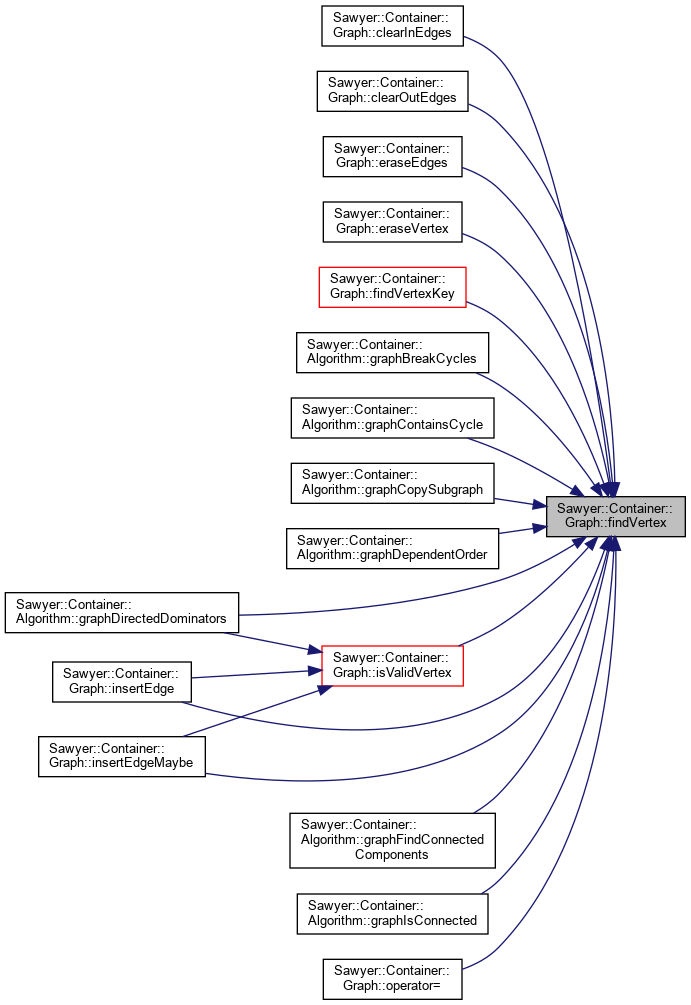 Sawyer::Container::
Graph::clearInEdges
Sawyer::Container::
Graph::clearOutEdges
Sawyer::Container::
Graph::eraseEdges
Sawyer::Container::
Graph::eraseVertex
Sawyer::Container::
Graph::findVertexKey
Sawyer::Container::
Algorithm::graphBreakCycles
Sawyer::Container::
Algorithm::graphContainsCycle
Sawyer::Container::
Algorithm::graphCopySubgraph
Sawyer::Container::
Graph::findVertex
Sawyer::Container::
Algorithm::graphDependentOrder
Sawyer::Container::
Algorithm::graphDirectedDominators
Sawyer::Container::
Graph::isValidVertex
Sawyer::Container::
Graph::insertEdge
Sawyer::Container::
Graph::insertEdgeMaybe
Sawyer::Container::
Algorithm::graphFindConnected
Components
Sawyer::Container::
Algorithm::graphIsConnected
Sawyer::Container::
Graph::operator=